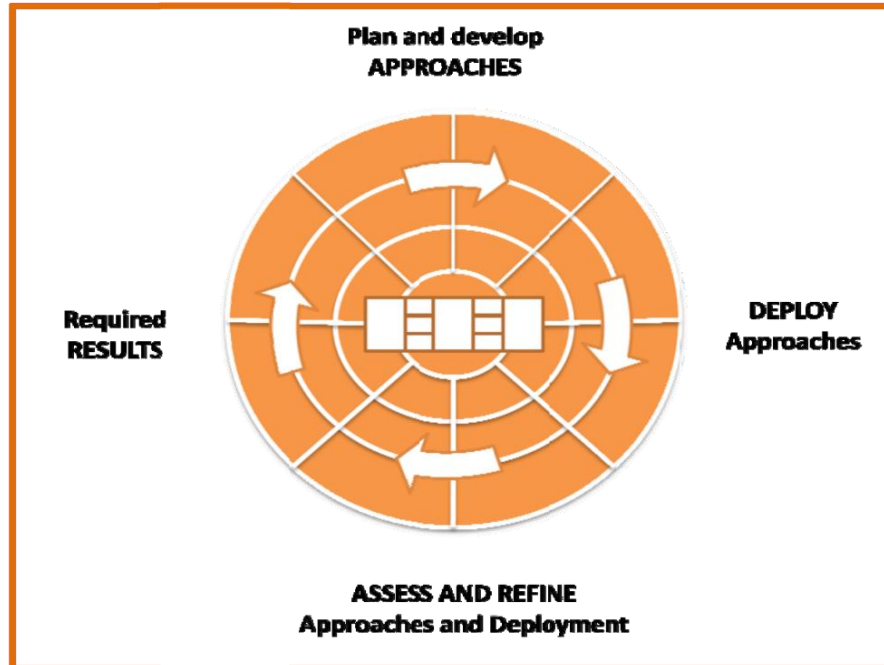 Plan and develop
APPROACHES
Required
RESULTS
DEPLOY
Approaches
ASSESS AND REFINE
Approaches and Deployment